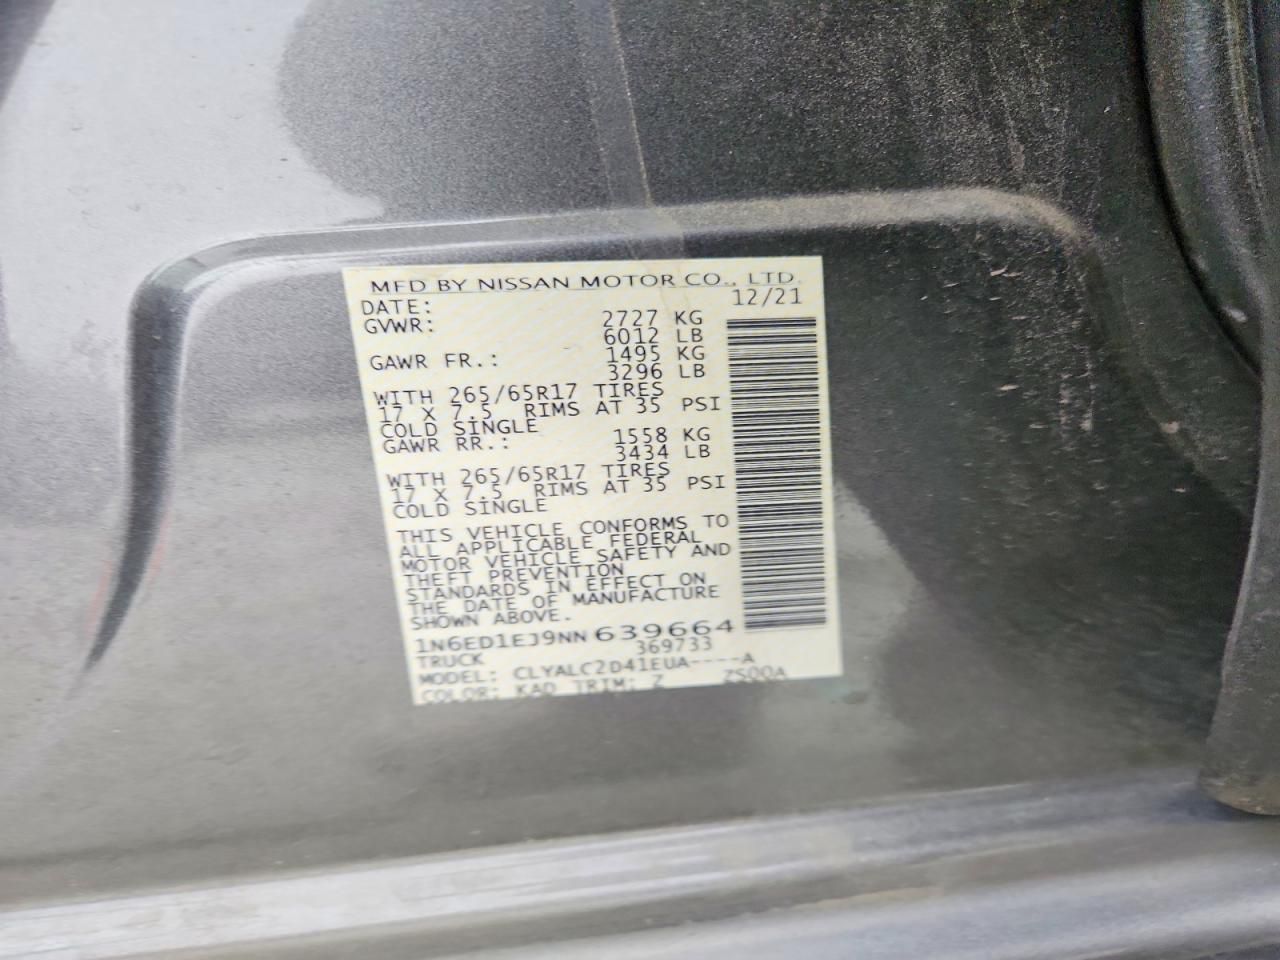 MFD BY NISSAN MOTOR CO., LTD.
DATE: 12/21
GVWR: 2727 KG
6012 LB
GAWR FR.: 1495 KG
3296 LB
WITH 265/65R17 TIRES
17 X 7.5 RIMS AT 35 PSI
COLD SINGLE
GAWR RR.: 1558 KG
3434 LB
WITH 265/65R17 TIRES
17 X 7.5 RIMS AT 35 PSI
COLD SINGLE
THIS VEHICLE CONFORMS TO
ALL APPLICABLE FEDERAL
MOTOR VEHICLE SAFETY AND
THEFT PREVENTION
STANDARDS IN EFFECT ON
THE DATE OF MANUFACTURE
SHOWN ABOVE.
1N6ED1EJ9NN639664
TRUCK 369733
MODEL: CLYALC2D41EUA----A
COLOR: KAD TRIM: Z ZS00A